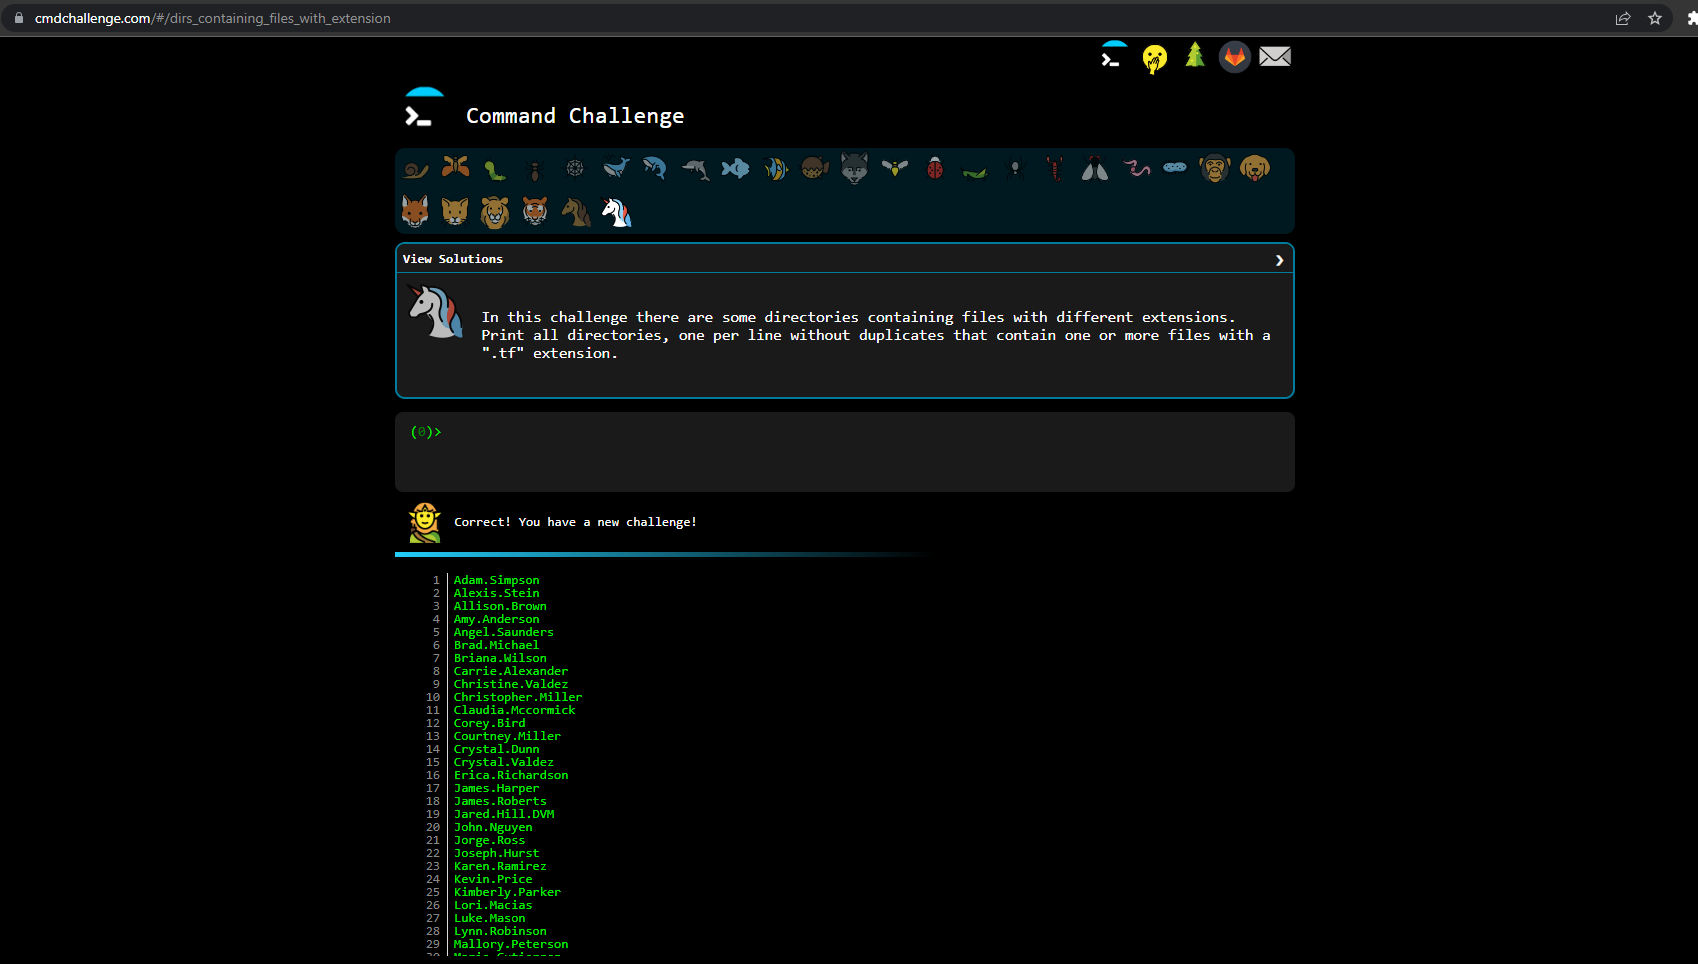 cmdchallenge.com/#/dirs_containing_files_with_extension
Command Challenge
View Solutions
In this challenge there are some directories containing files with different extensions.
Print all directories, one per line without duplicates that contain one or more files with a
".tf" extension.
(0)>
Correct! You have a new challenge!
1 Adam.Simpson
2 Alexis.Stein
3 Allison.Brown
4 Amy.Anderson
5 Angel.Saunders
6 Brad.Michael
7 Briana.Wilson
8 Carrie.Alexander
9 Christine.Valdez
10 Christopher.Miller
11 Claudia.Mccormick
12 Corey.Bird
13 Courtney.Miller
14 Crystal.Dunn
15 Crystal.Valdez
16 Erica.Richardson
17 James.Harper
18 James.Roberts
19 Jared.Hill.DVM
20 John.Nguyen
21 Jorge.Ross
22 Joseph.Hurst
23 Karen.Ramirez
24 Kevin.Price
25 Kimberly.Parker
26 Lori.Macias
27 Luke.Mason
28 Lynn.Robinson
29 Mallory.Peterson